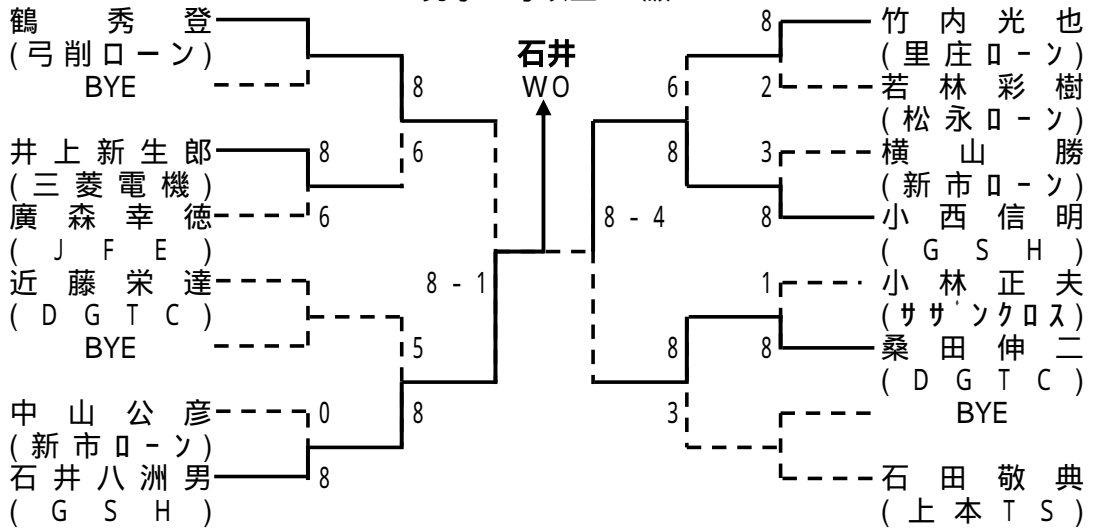 鶴秀登
(弓削ローン)
BYE
8
井上新生郎
8
6
(三菱電機)
廣森幸徳
6
(JFE)
近藤栄達
8-1
(DGTC)
BYE
5
中山公彦
0
8
(新市ローン)
石井八洲男
8
(GSH)
石井
WO
8
竹内光也
(里庄ローン)
6
2
若林彩樹
(松永ローン)
8
3
横山勝
(新市ローン)
8-4
8
小西信明
(GSH)
1
小林正夫
(サザンクロス)
8
8
桑田伸二
(DGTC)
3
BYE
石田敬典
(上本TS)